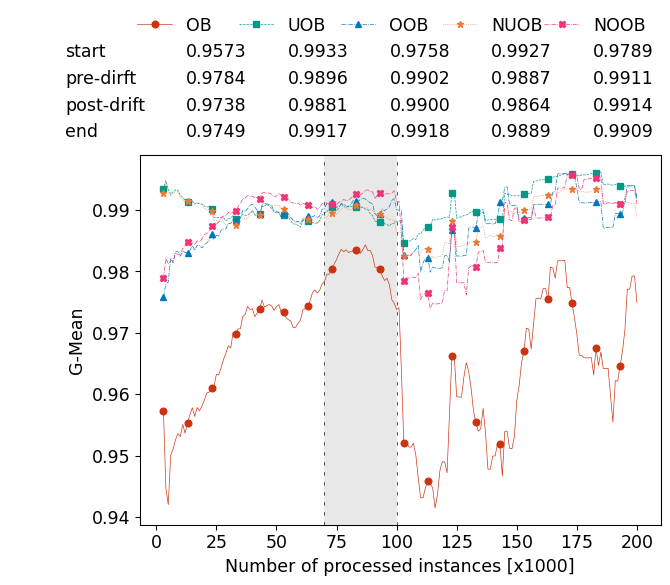 OB UOB OOB NUOB NOOB
start 0.9573 0.9933 0.9758 0.9927 0.9789
pre-dirft 0.9784 0.9896 0.9902 0.9887 0.9911
post-drift 0.9738 0.9881 0.9900 0.9864 0.9914
end 0.9749 0.9917 0.9918 0.9889 0.9909
0.99
0.98
0.97
0.96
0.95
0.94
G-Mean
0 25 50 75 100 125 150 175 200
Number of processed instances [x1000]